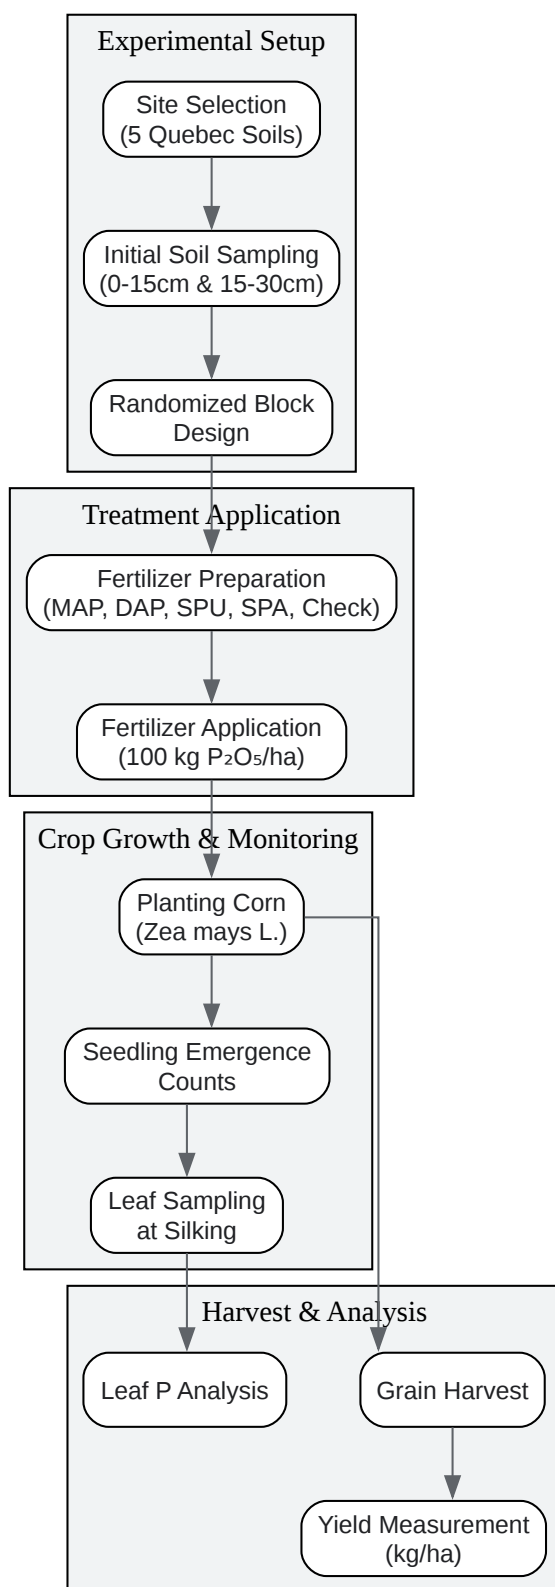 Experimental Setup
Site Selection
(5 Quebec Soils)
Initial Soil Sampling
(0-15cm & 15-30cm)
Randomized Block
Design
Treatment Application
Fertilizer Preparation
(MAP, DAP, SPU, SPA, Check)
Fertilizer Application
(100 kg P₂O₅/ha)
Crop Growth & Monitoring
Planting Corn
(Zea mays L.)
Seedling Emergence
Counts
Leaf Sampling
at Silking
Harvest & Analysis
Leaf P Analysis
Grain Harvest
Yield Measurement
(kg/ha)